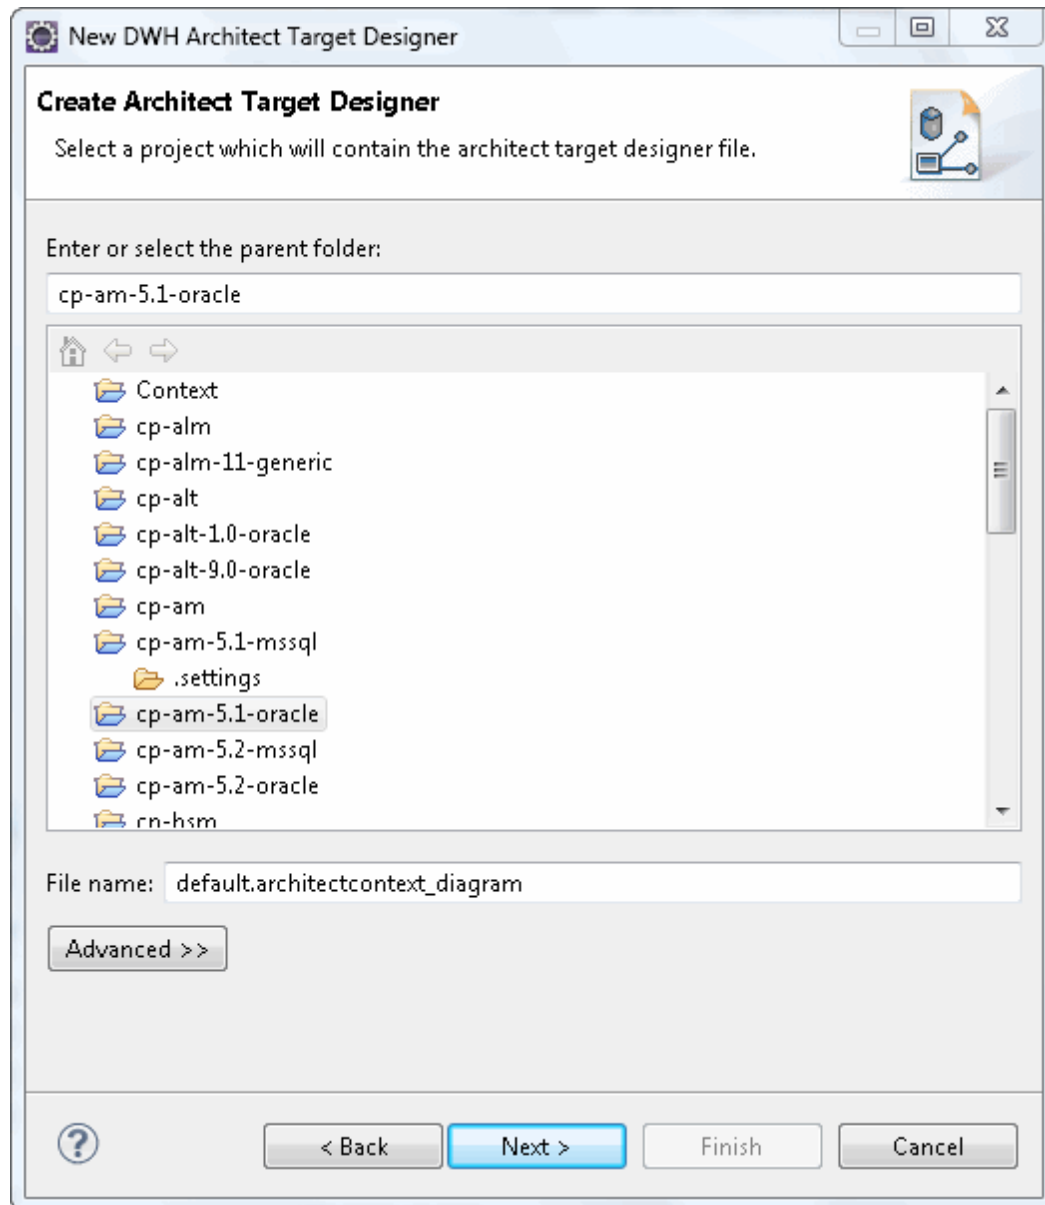 New DWH Architect Target Designer
Create Architect Target Designer
Select a project which will contain the architect target designer file.
Enter or select the parent folder:
cp-am-5.1-oracle
Context
cp-alm
cp-alm-11-generic
cp-alt
cp-alt-1.0-oracle
cp-alt-9.0-oracle
cp-am
cp-am-5.1-mssql
.settings
cp-am-5.1-oracle
cp-am-5.2-mssql
cp-am-5.2-oracle
cp-hsm
File name: default.architectcontext_diagram
Advanced >>
? < Back Next > Finish Cancel